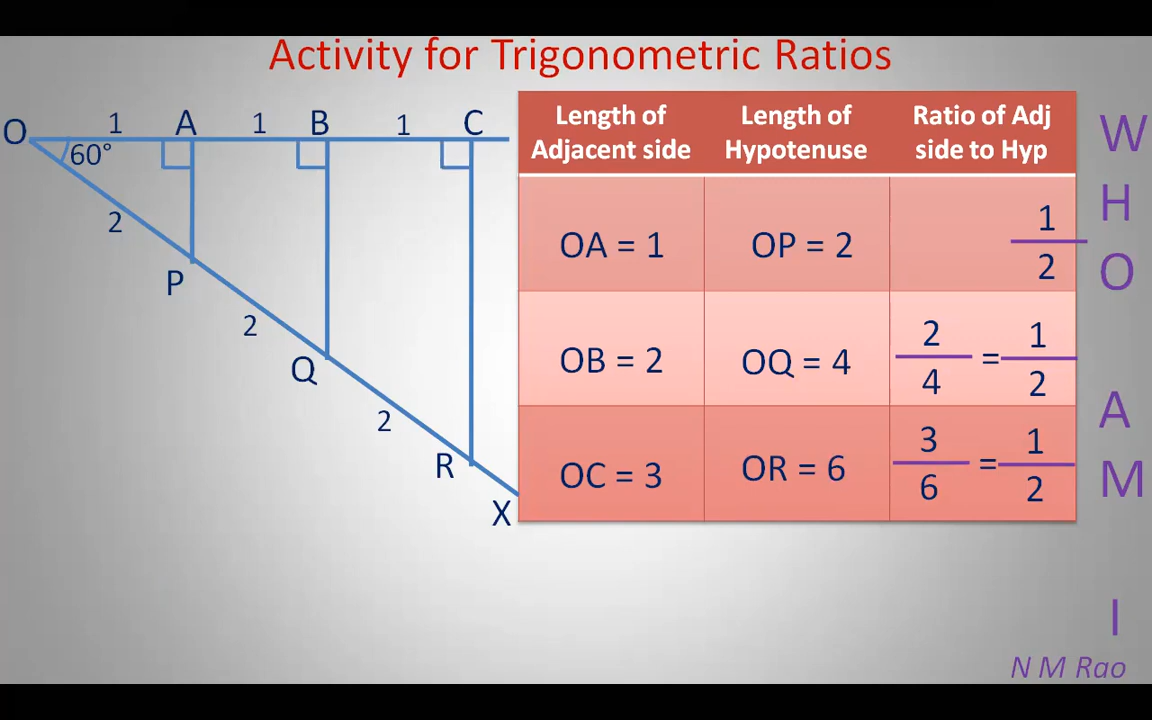 Activity for Trigonometric Ratios
O 1 A 1 B 1 C
60°
2
P
2
Q
2
R
X
Length of Adjacent side
Length of Hypotenuse
Ratio of Adj side to Hyp
OA = 1
OP = 2
1
2
OB = 2
OQ = 4
2
4
=
1
2
OC = 3
OR = 6
3
6
=
1
2
WHO AM I
N M Rao